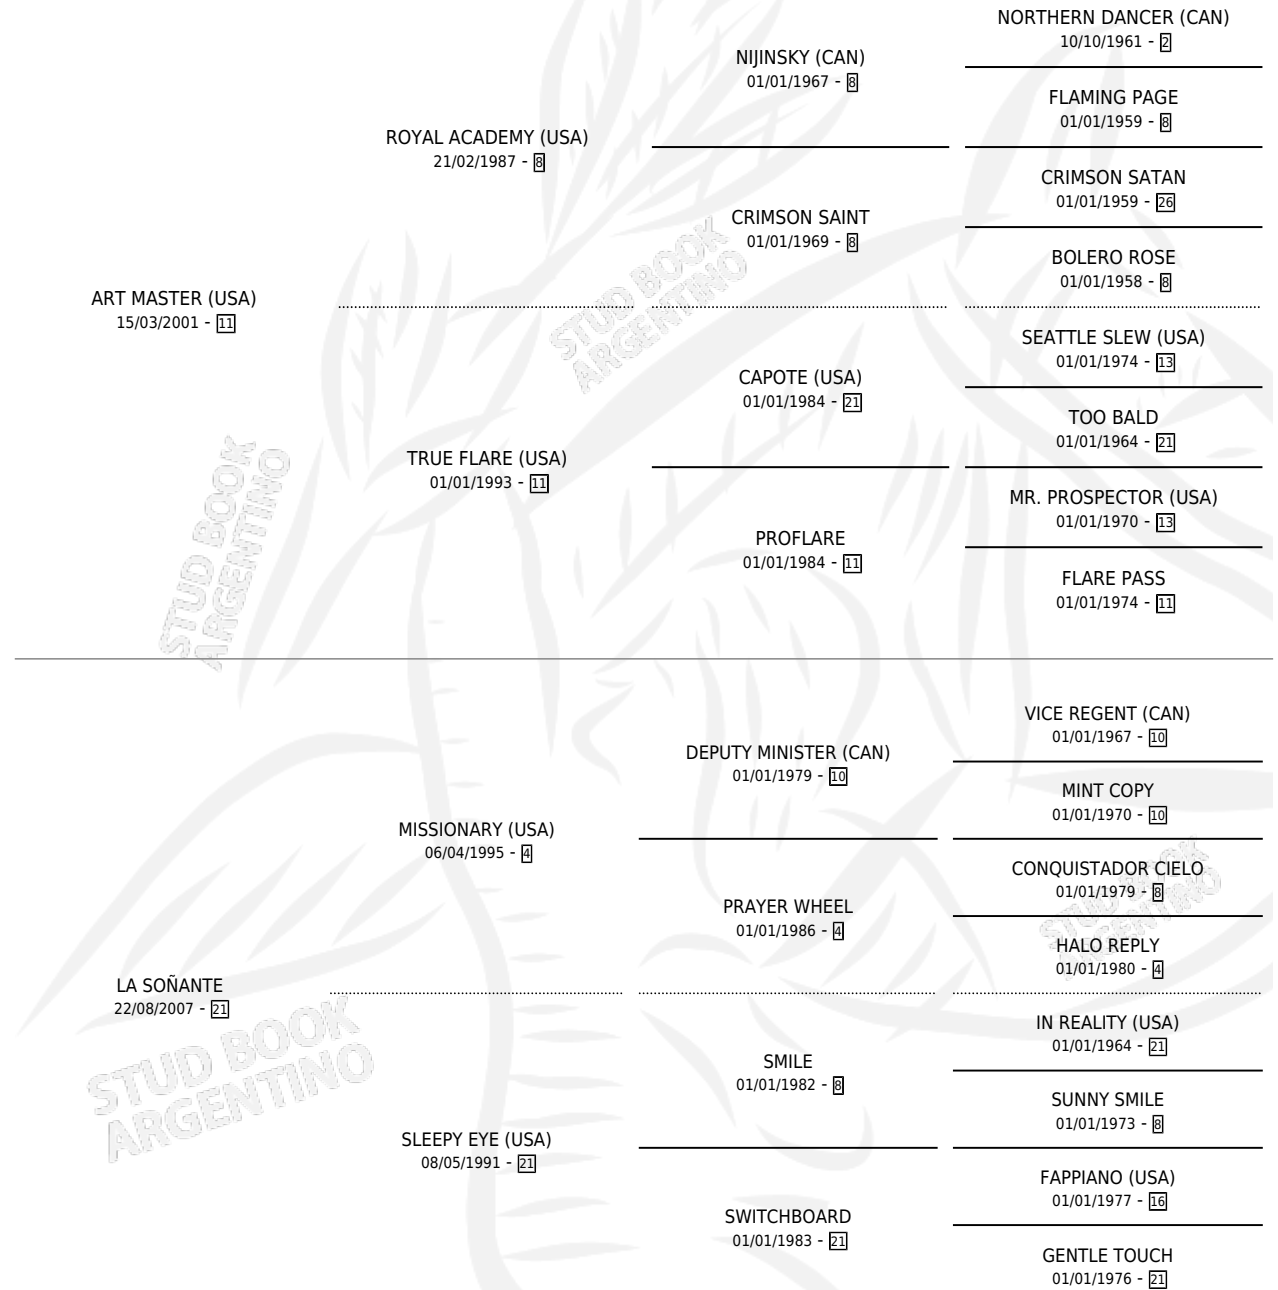 NORTHERN DANCER (CAN)
10/10/1961 - 2
NIJINSKY (CAN)
01/01/1967 - 8
FLAMING PAGE
01/01/1959 - 8
ROYAL ACADEMY (USA)
21/02/1987 - 8
CRIMSON SATAN
01/01/1959 - 26
CRIMSON SAINT
01/01/1969 - 8
BOLERO ROSE
01/01/1958 - 8
ART MASTER (USA)
15/03/2001 - 11
SEATTLE SLEW (USA)
01/01/1974 - 13
CAPOTE (USA)
01/01/1984 - 21
TOO BALD
01/01/1964 - 21
TRUE FLARE (USA)
01/01/1993 - 11
MR. PROSPECTOR (USA)
01/01/1970 - 13
PROFLARE
01/01/1984 - 11
FLARE PASS
01/01/1974 - 11
STUD BOOK
ARGENTINO
STUD BOOK
ARGENTINO
VICE REGENT (CAN)
01/01/1967 - 10
DEPUTY MINISTER (CAN)
01/01/1979 - 10
MINT COPY
01/01/1970 - 10
MISSIONARY (USA)
06/04/1995 - 4
CONQUISTADOR CIELO
01/01/1979 - 8
PRAYER WHEEL
01/01/1986 - 4
HALO REPLY
01/01/1980 - 4
STUD BOOK
ARGENTINO
LA SOÑANTE
22/08/2007 - 21
IN REALITY (USA)
01/01/1964 - 21
SMILE
01/01/1982 - 8
SUNNY SMILE
01/01/1973 - 8
SLEEPY EYE (USA)
08/05/1991 - 21
FAPPIANO (USA)
01/01/1977 - 16
SWITCHBOARD
01/01/1983 - 21
GENTLE TOUCH
01/01/1976 - 21
STUD BOOK
ARGENTINO